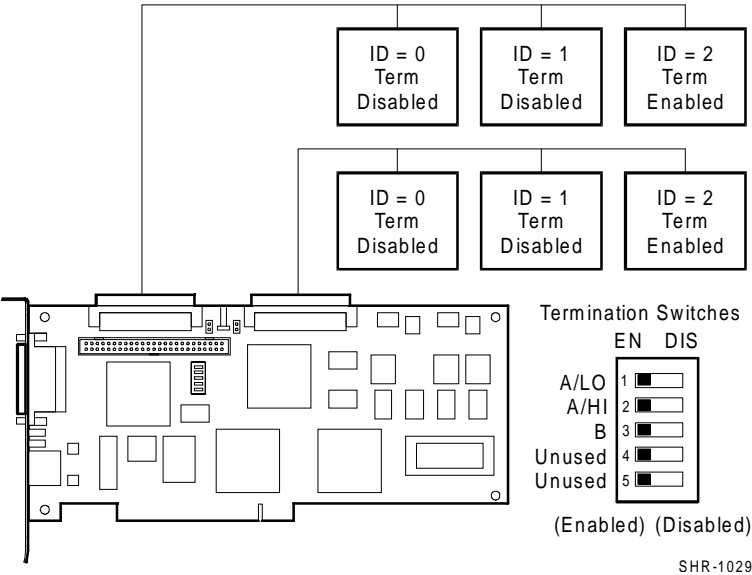 ID = 0
Term
Disabled
ID = 1
Term
Disabled
ID = 2
Term
Enabled
ID = 0
Term
Disabled
ID = 1
Term
Disabled
ID = 2
Term
Enabled
Termination Switches
EN DIS
A/LO 1
A/HI 2
B 3
Unused 4
Unused 5
(Enabled) (Disabled)
SHR-1029